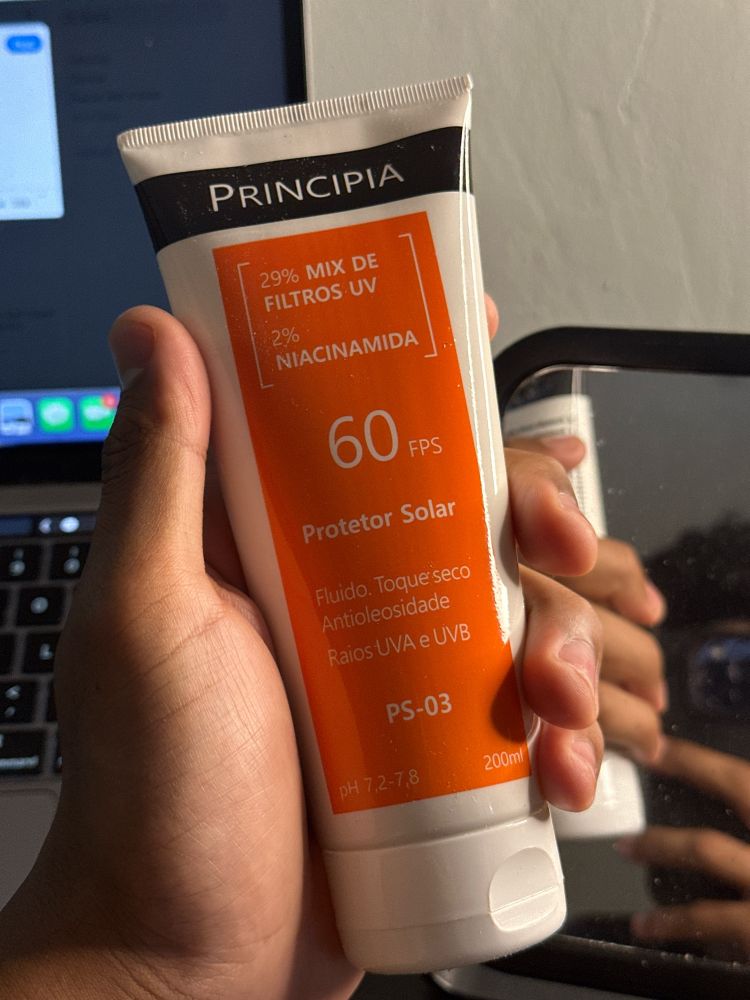 PRINCIPIA
29% MIX DE
FILTROS UV
2%
NIACINAMIDA
60 FPS
Protetor Solar
Fluido. Toque seco
Antioleosidade
Raios UVA e UVB
PS-03
200ml
pH 7,2-7,8